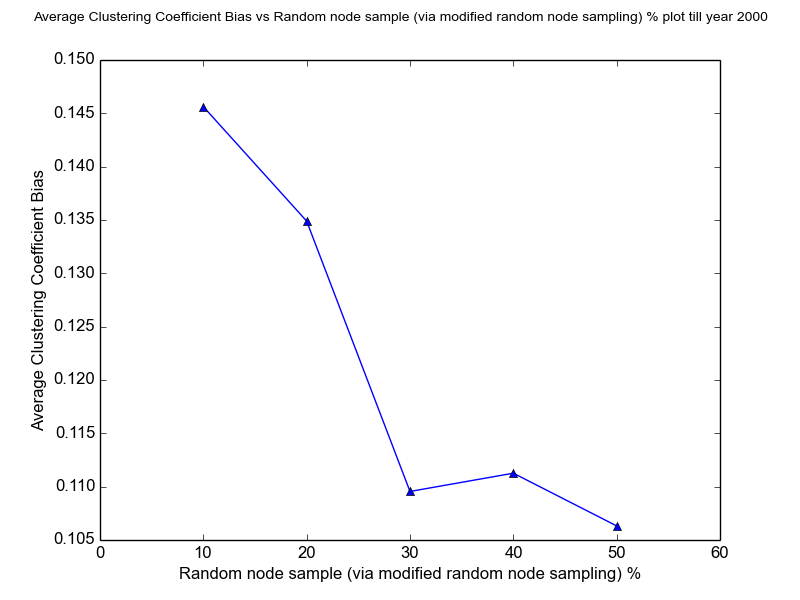 Average Clustering Coefficient Bias vs Random node sample (via modified random node sampling) % plot till year 2000
0.150
0.145
0.140
0.135
0.130
0.125
0.120
0.115
0.110
0.105
Average Clustering Coefficient Bias
0 10 20 30 40 50 60
Random node sample (via modified random node sampling) %